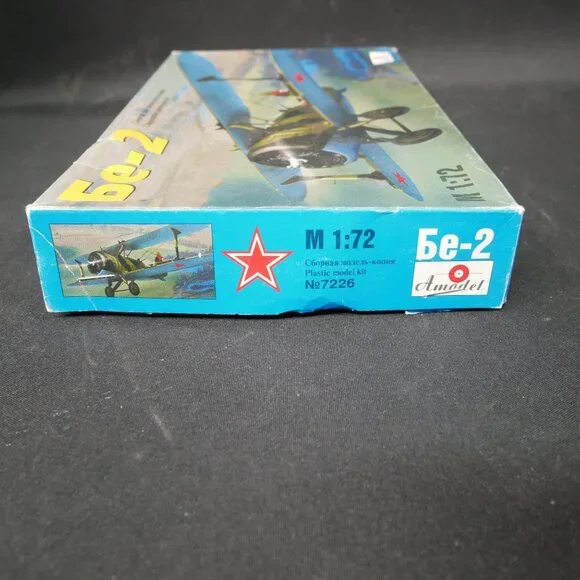 Бе-2
М 1:72
М 1:72
Сборная модель-копия
Plastic model kit
№7226
Бе-2
Amodel